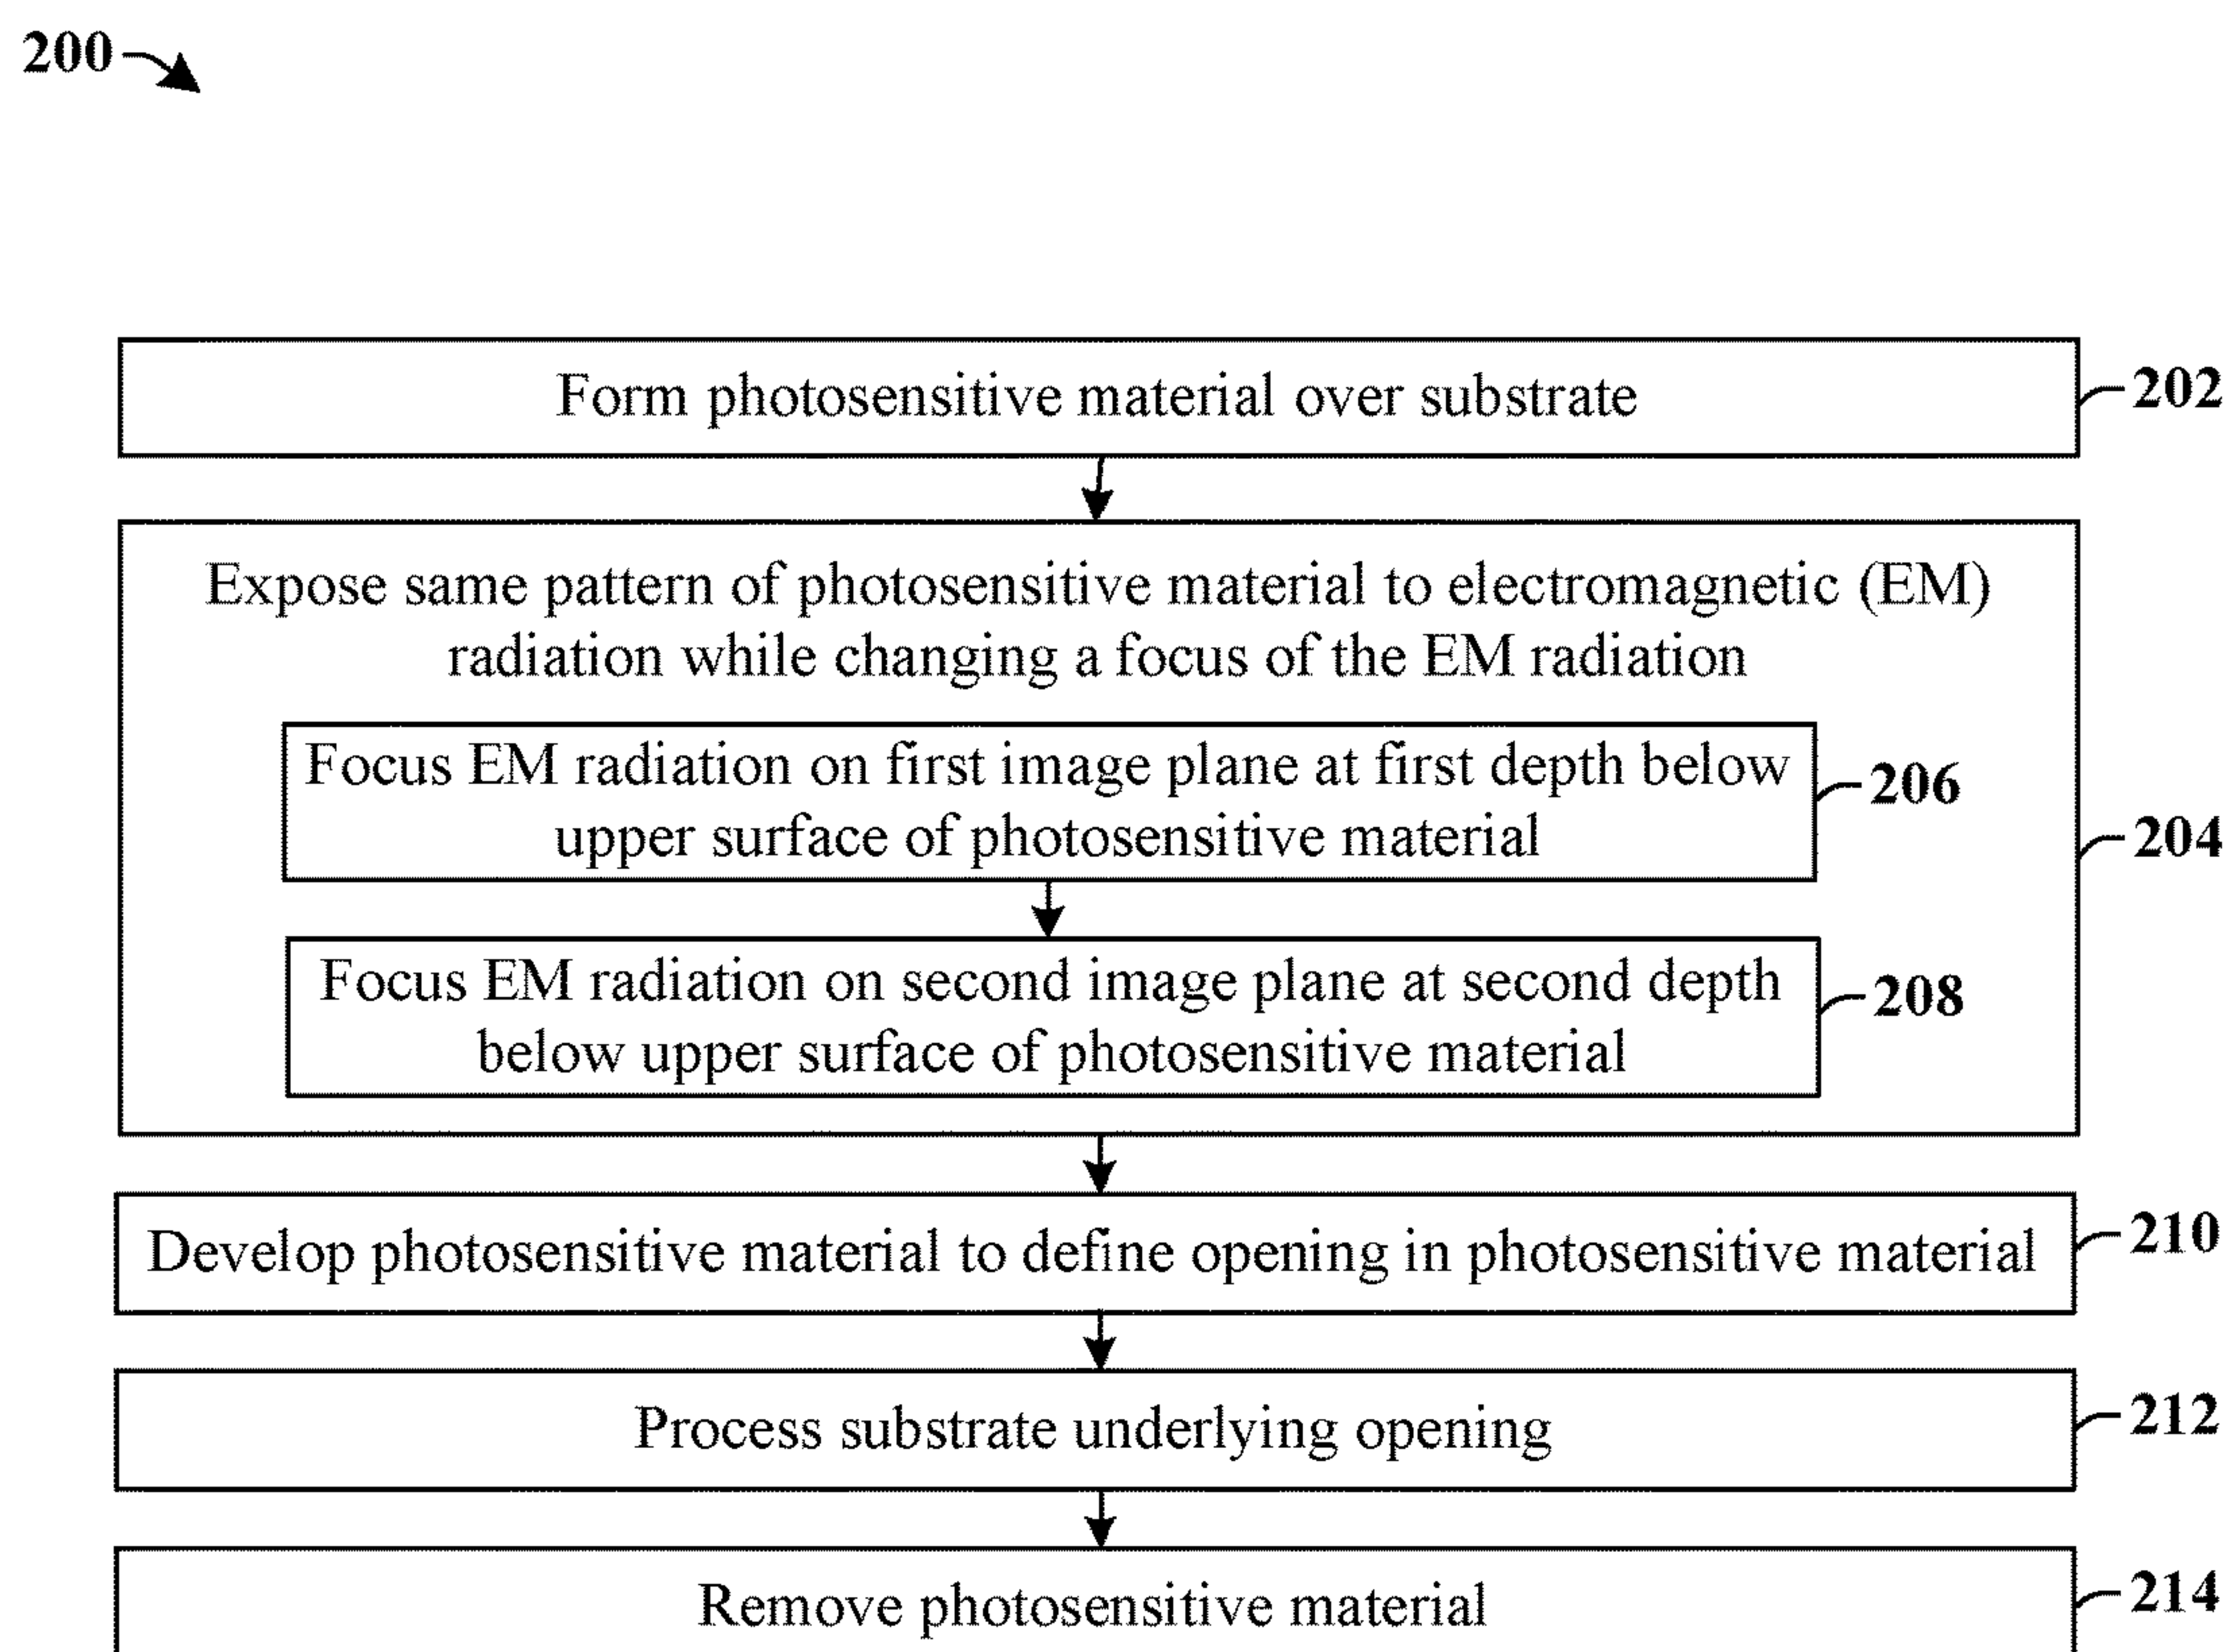 200
Form photosensitive material over substrate
202
Expose same pattern of photosensitive material to electromagnetic (EM)
radiation while changing a focus of the EM radiation
Focus EM radiation on first image plane at first depth below
upper surface of photosensitive material
206
204
Focus EM radiation on second image plane at second depth
below upper surface of photosensitive material
208
Develop photosensitive material to define opening in photosensitive material
210
Process substrate underlying opening
212
Remove photosensitive material
214